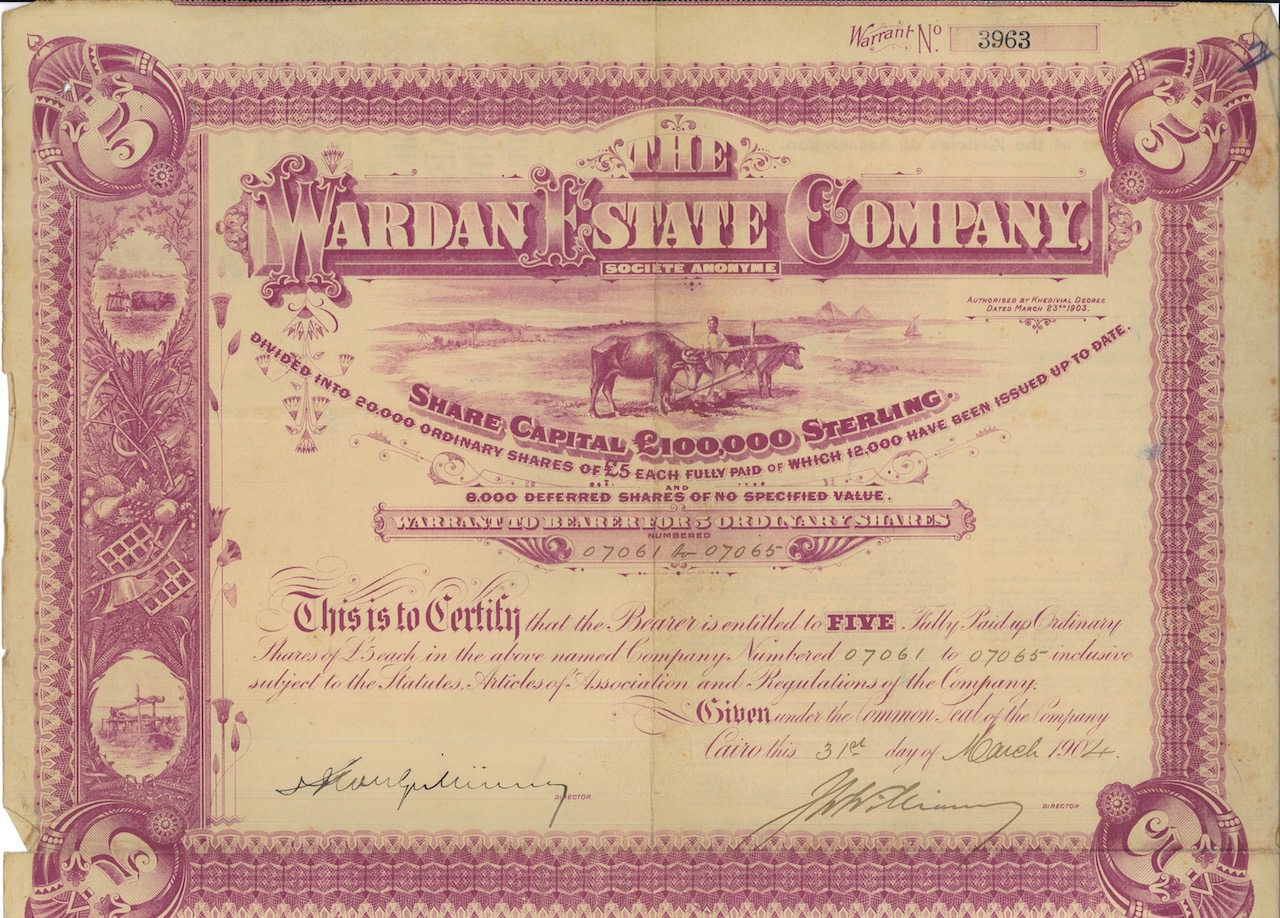 Warrant No. 3963
5
5
THE
WARDAN ESTATE COMPANY,
SOCIÉTÉ ANONYME
AUTHORISED BY KHEDIVIAL DEGREE
DATED MARCH 23RD 1903.
SHARE CAPITAL £100,000 STERLING.
DIVIDED INTO 20,000 ORDINARY SHARES OF £5 EACH FULLY PAID OF WHICH 12,000 HAVE BEEN ISSUED UP TO DATE.
AND
8,000 DEFERRED SHARES OF NO SPECIFIED VALUE.
WARRANT TO BEARER FOR 5 ORDINARY SHARES
NUMBERED
07061 to 07065
This is to Certify that the Bearer is entitled to FIVE Fully Paid up Ordinary
Shares of £5 each in the above named Company Numbered 07061 to 07065 inclusive
subject to the Statutes, Articles of Association and Regulations of the Company.
Given under the Common Seal of the Company
Cairo this 31st day of March 1904.
DIRECTOR
DIRECTOR
5
5